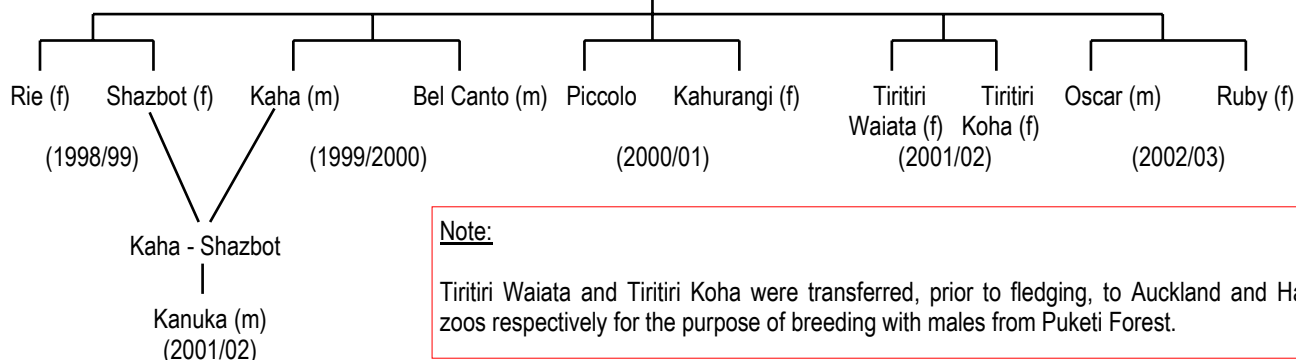 Rie (f) Shazbot (f) Kaha (m) Bel Canto (m) Piccolo Kahurangi (f) Tiritiri Tiritiri Oscar (m) Ruby (f)
Waiata (f) Koha (f)
(1998/99) (1999/2000) (2000/01) (2001/02) (2002/03)
Kaha - Shazbot
Kanuka (m)
(2001/02)
Note:
Tiritiri Waiata and Tiritiri Koha were transferred, prior to fledging, to Auckland and Ha
zoos respectively for the purpose of breeding with males from Puketi Forest.